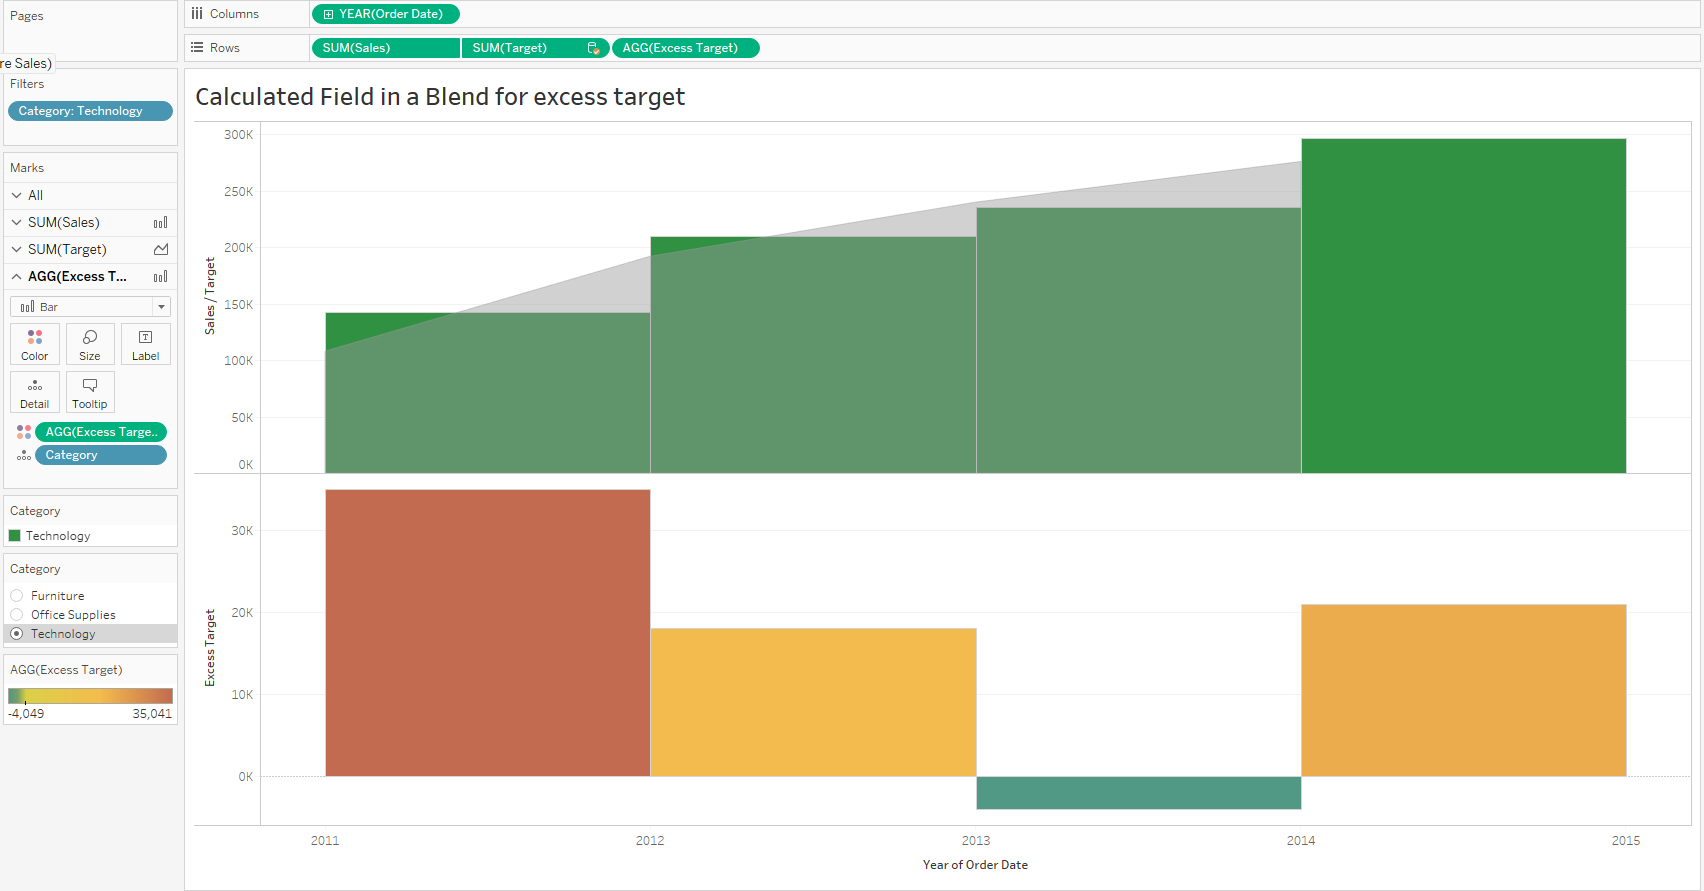 Pages
re Sales)
Filters
Category: Technology
Marks
All
SUM(Sales)
SUM(Target)
AGG(Excess T...
Bar
Color
Size
Label
Detail
Tooltip
AGG(Excess Targe..
Category
Category
Technology
Category
Furniture
Office Supplies
Technology
AGG(Excess Target)
-4,049 35,041
Columns YEAR(Order Date)
Rows SUM(Sales) SUM(Target) AGG(Excess Target)
Calculated Field in a Blend for excess target
Sales / Target
300K
250K
200K
150K
100K
50K
0K
Excess Target
30K
20K
10K
0K
2011 2012 2013 2014 2015
Year of Order Date